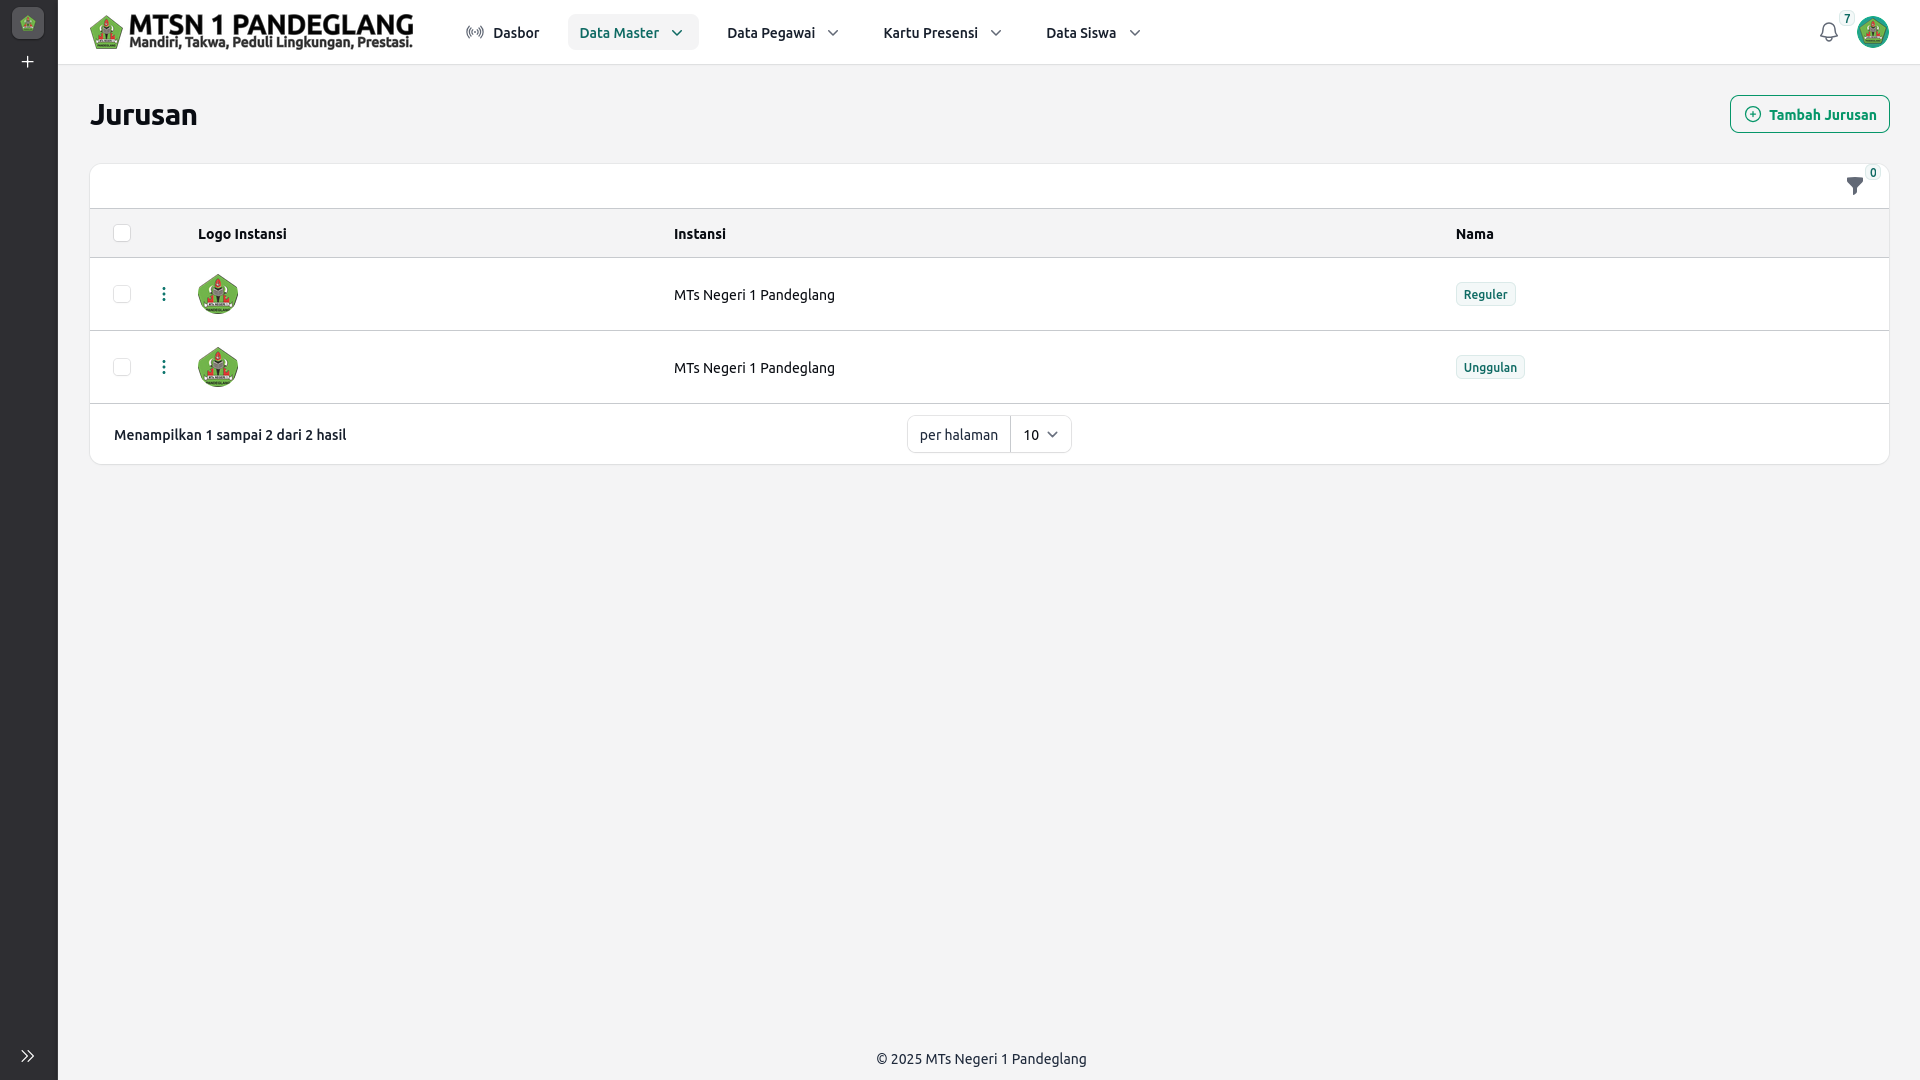 MTSN 1 PANDEGLANG
Mandiri, Takwa, Peduli Lingkungan, Prestasi.
Dasbor
Data Master
Data Pegawai
Kartu Presensi
Data Siswa
7
Jurusan
Tambah Jurusan
0
Logo Instansi
Instansi
Nama
MTs Negeri 1 Pandeglang
Reguler
MTs Negeri 1 Pandeglang
Unggulan
Menampilkan 1 sampai 2 dari 2 hasil
per halaman
10
© 2025 MTs Negeri 1 Pandeglang